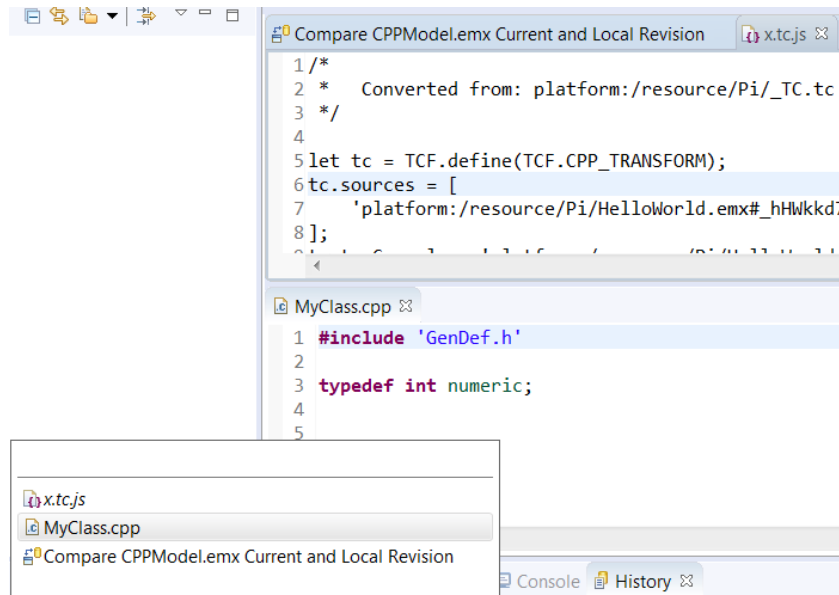 Compare CPPModel.emx Current and Local Revision x.tc.js
1 /*
2 * Converted from: platform:/resource/Pi/_TC.tc
3 */
4
5 let tc = TCF.define(TCF.CPP_TRANSFORM);
6 tc.sources = [
7 'platform:/resource/Pi/HelloWorld.emx#_hHWkkd7
8 ];
MyClass.cpp
1 #include 'GenDef.h'
2
3 typedef int numeric;
4
5
x.tc.js
MyClass.cpp
Compare CPPModel.emx Current and Local Revision
Console History